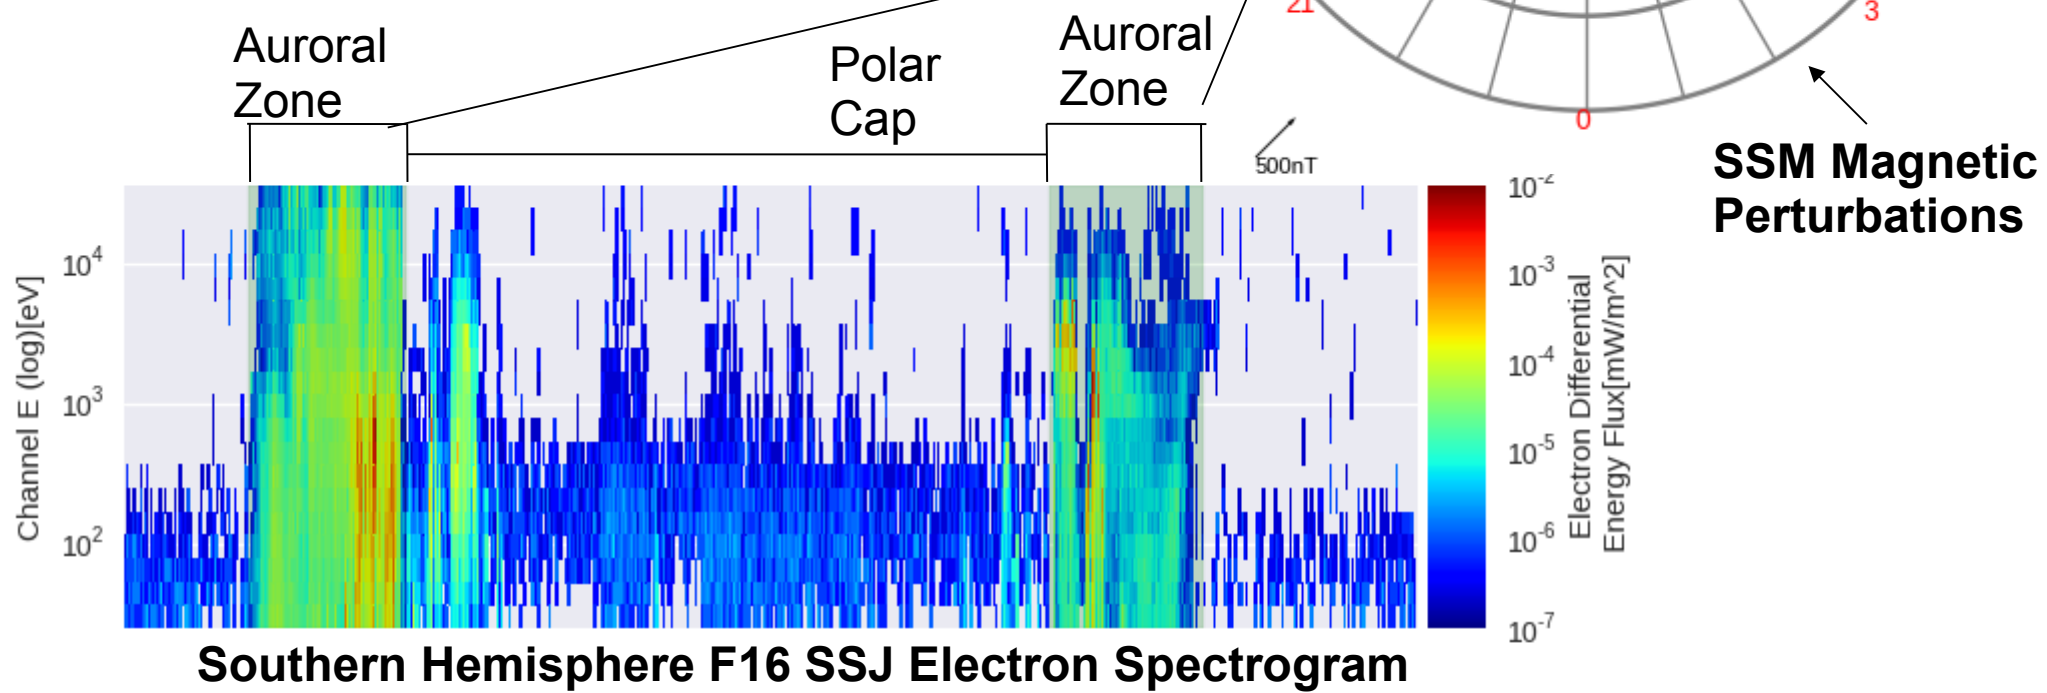 21
3
Auroral
Zone
Polar
Cap
Auroral
Zone
0
500nT
SSM Magnetic
Perturbations
Channel E (log)[eV]
10^4
10^3
10^2
10^-2
10^-3
10^-4
10^-5
10^-6
10^-7
Electron Differential
Energy Flux[mW/m^2]
Southern Hemisphere F16 SSJ Electron Spectrogram